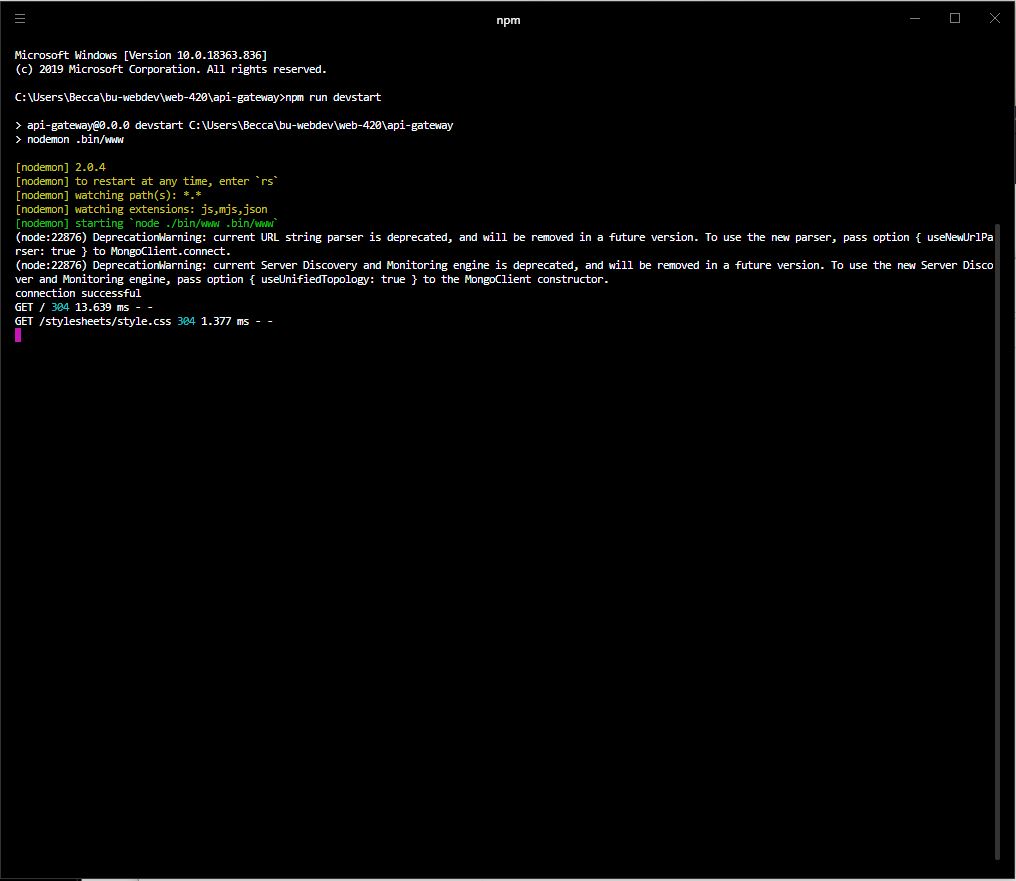 npm
Microsoft Windows [Version 10.0.18363.836]
(c) 2019 Microsoft Corporation. All rights reserved.
C:\Users\Becca\bu-webdev\web-420\api-gateway>npm run devstart
> api-gateway@0.0.0 devstart C:\Users\Becca\bu-webdev\web-420\api-gateway
> nodemon .bin/www
[nodemon] 2.0.4
[nodemon] to restart at any time, enter `rs`
[nodemon] watching path(s): *.*
[nodemon] watching extensions: js,mjs,json
[nodemon] starting `node ./bin/www .bin/www`
(node:22876) DeprecationWarning: current URL string parser is deprecated, and will be removed in a future version. To use the new parser, pass option { useNewUrlPa
rser: true } to MongoClient.connect.
(node:22876) DeprecationWarning: current Server Discovery and Monitoring engine is deprecated, and will be removed in a future version. To use the new Server Disco
ver and Monitoring engine, pass option { useUnifiedTopology: true } to the MongoClient constructor.
connection successful
GET / 304 13.639 ms - -
GET /stylesheets/style.css 304 1.377 ms - -